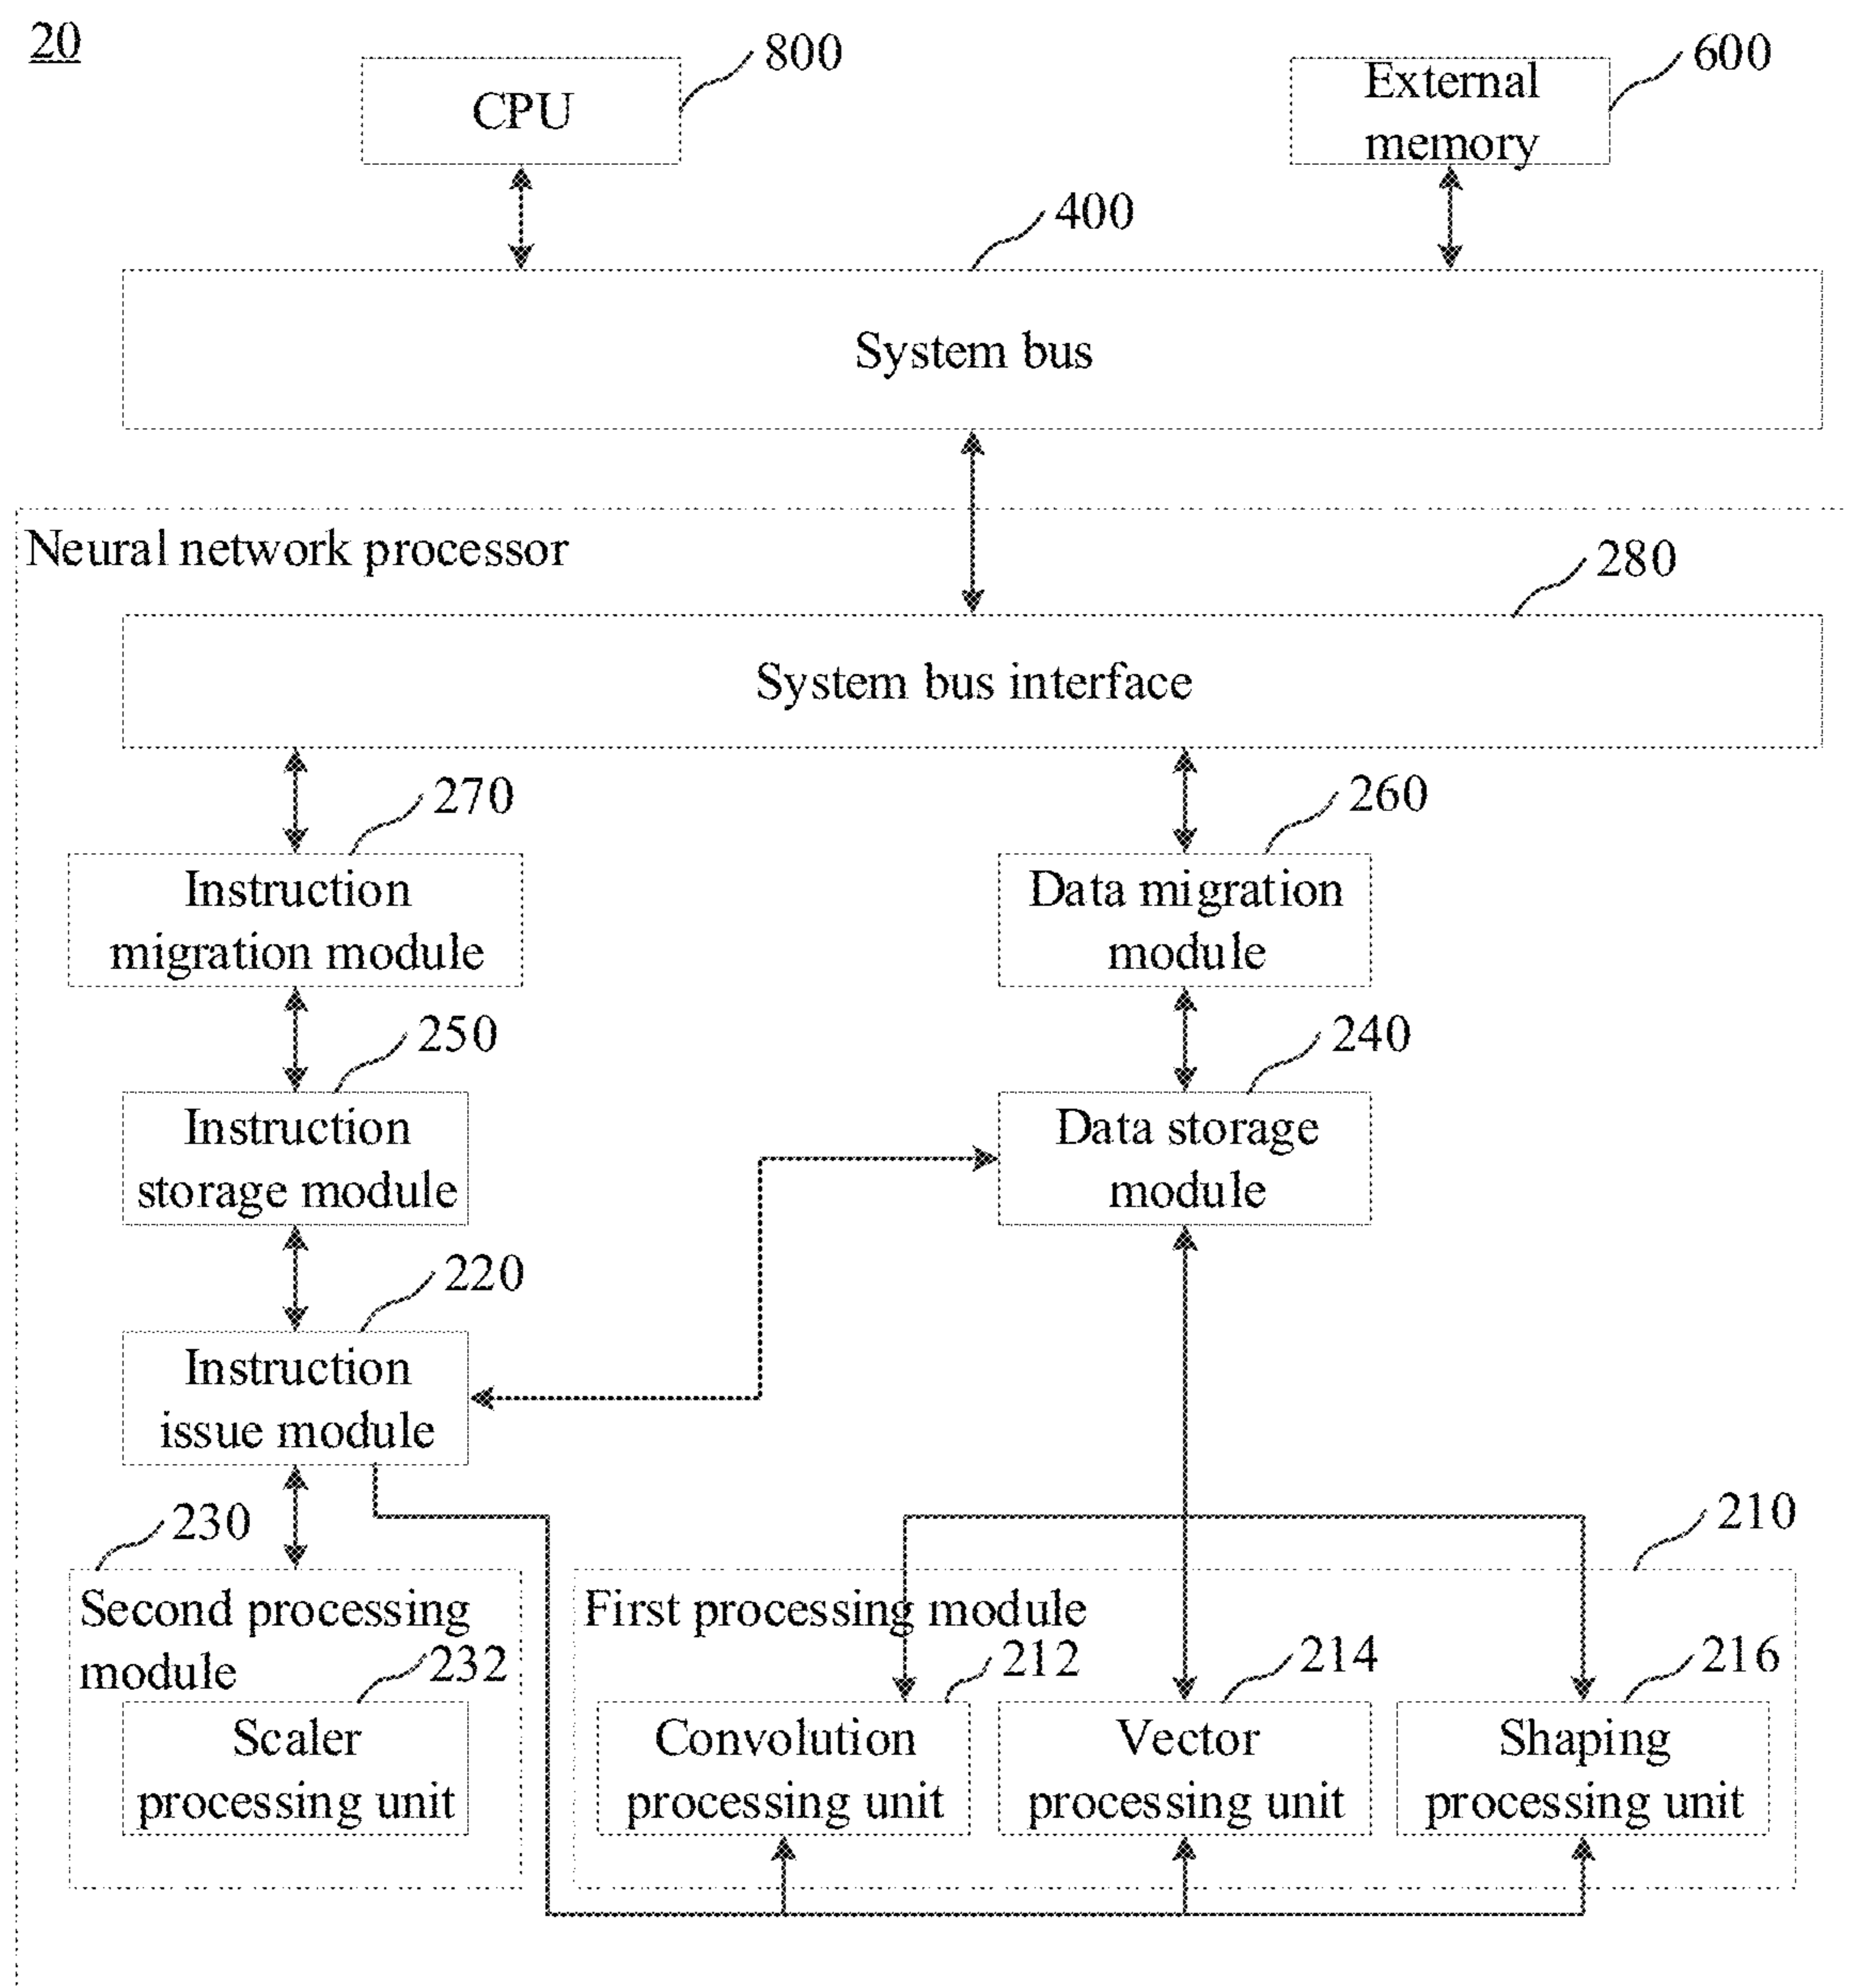 20
800
CPU
600
External
memory
400
System bus
Neural network processor
280
System bus interface
270
Instruction
migration module
260
Data migration
module
250
Instruction
storage module
240
Data storage
module
220
Instruction
issue module
230
Second processing
module
232
Scaler
processing unit
210
First processing module
212
Convolution
processing unit
214
Vector
processing unit
216
Shaping
processing unit